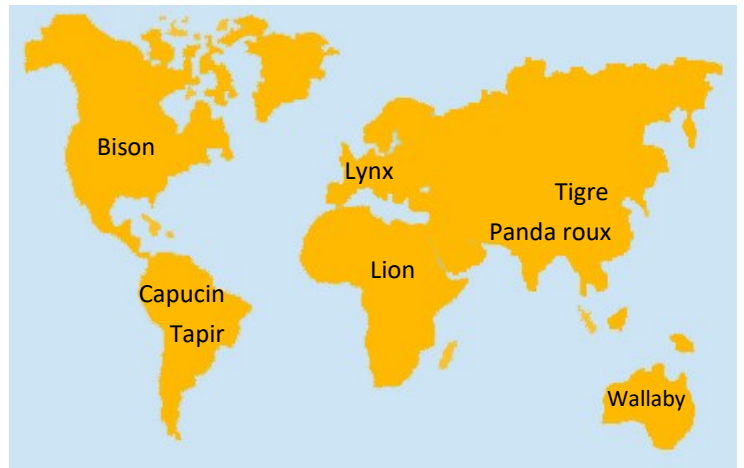 Bison
Lynx
Tigre
Panda roux
Lion
Capucin
Tapir
Wallaby